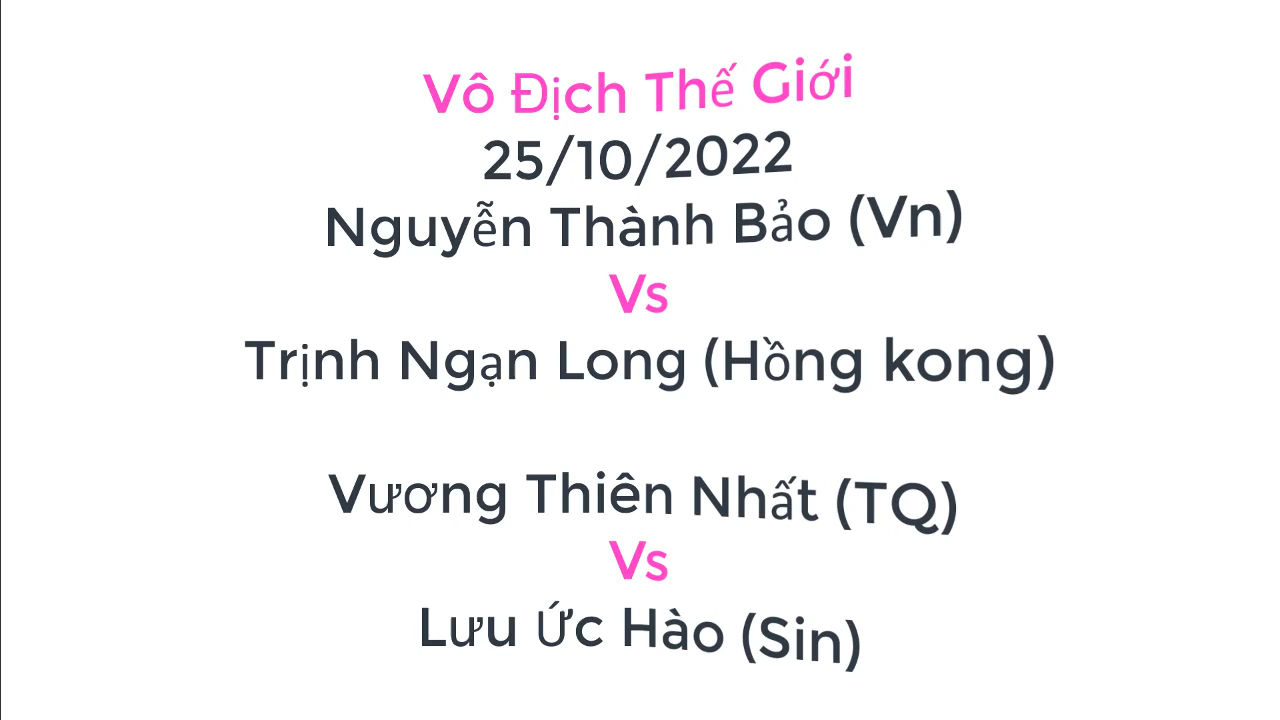 Vô Địch Thế Giới
25/10/2022
Nguyễn Thành Bảo (Vn)
Vs
Trịnh Ngạn Long (Hồng kong)
Vương Thiên Nhất (TQ)
Vs
Lưu Ức Hào (Sin)